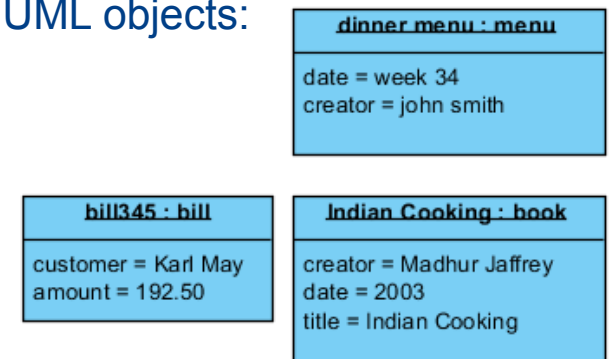 UML objects:
dinner menu : menu
date = week 34
creator = john smith
bill345 : bill
customer = Karl May
amount = 192.50
Indian Cooking : book
creator = Madhur Jaffrey
date = 2003
title = Indian Cooking